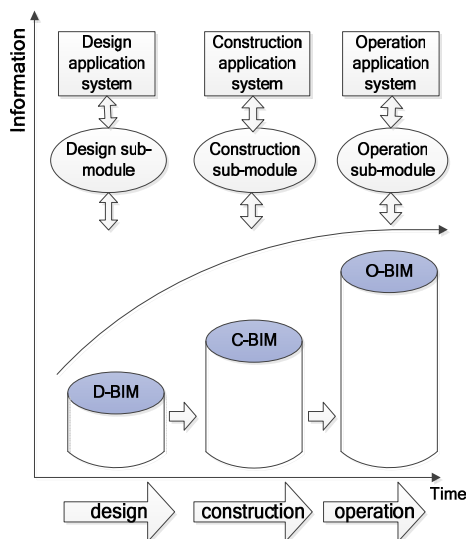 Information
Design
application
system
Construction
application
system
Operation
application
system
Design sub-
module
Construction
sub-module
Operation
sub-module
D-BIM
C-BIM
O-BIM
Time
design
construction
operation